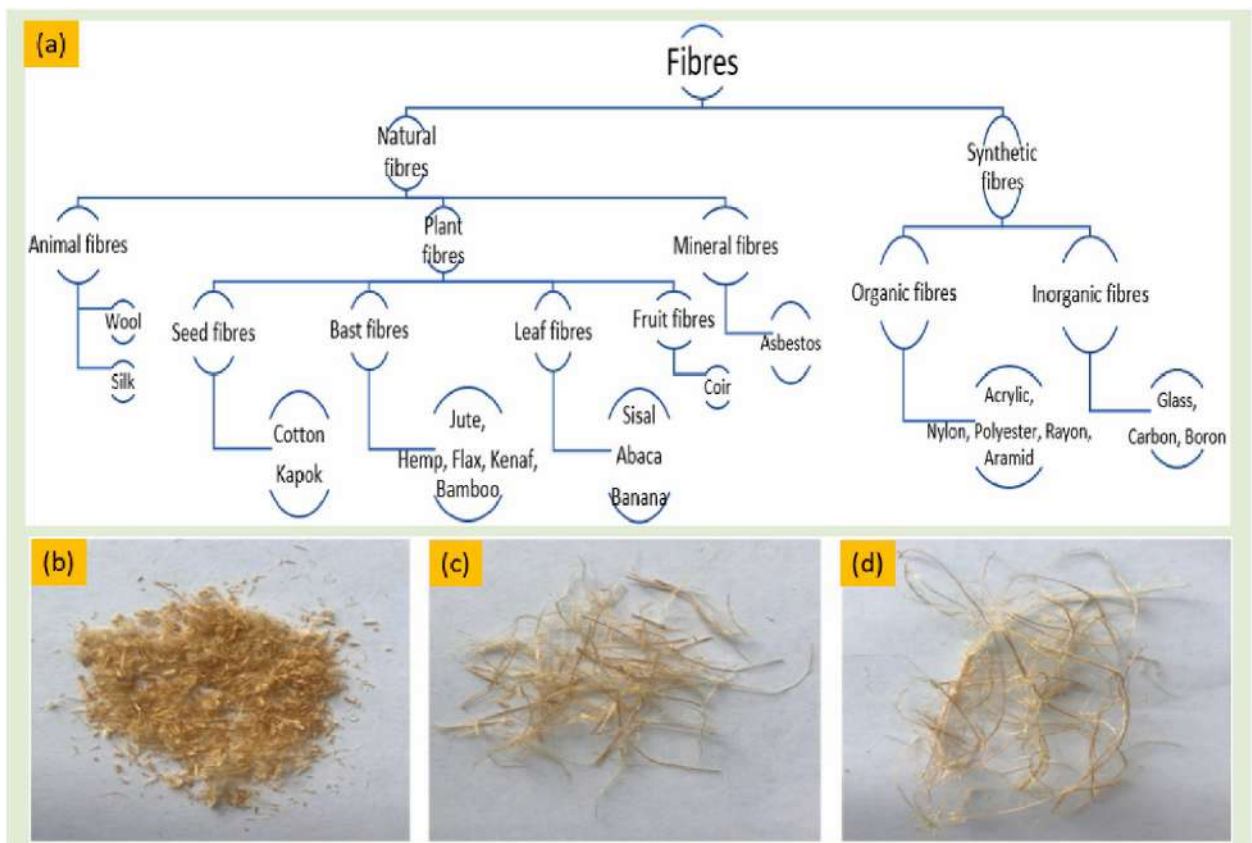 (a)
Fibres
Natural
fibres
Synthetic
fibres
Animal fibres
Plant
fibres
Mineral fibres
Organic fibres
Inorganic fibres
Wool
Silk
Seed fibres
Bast fibres
Leaf fibres
Fruit fibres
Asbestos
Coir
Cotton
Kapok
Jute,
Hemp, Flax, Kenaf,
Bamboo
Sisal
Abaca
Banana
Acrylic,
Nylon, Polyester, Rayon,
Aramid
Glass,
Carbon, Boron
(b)
(c)
(d)